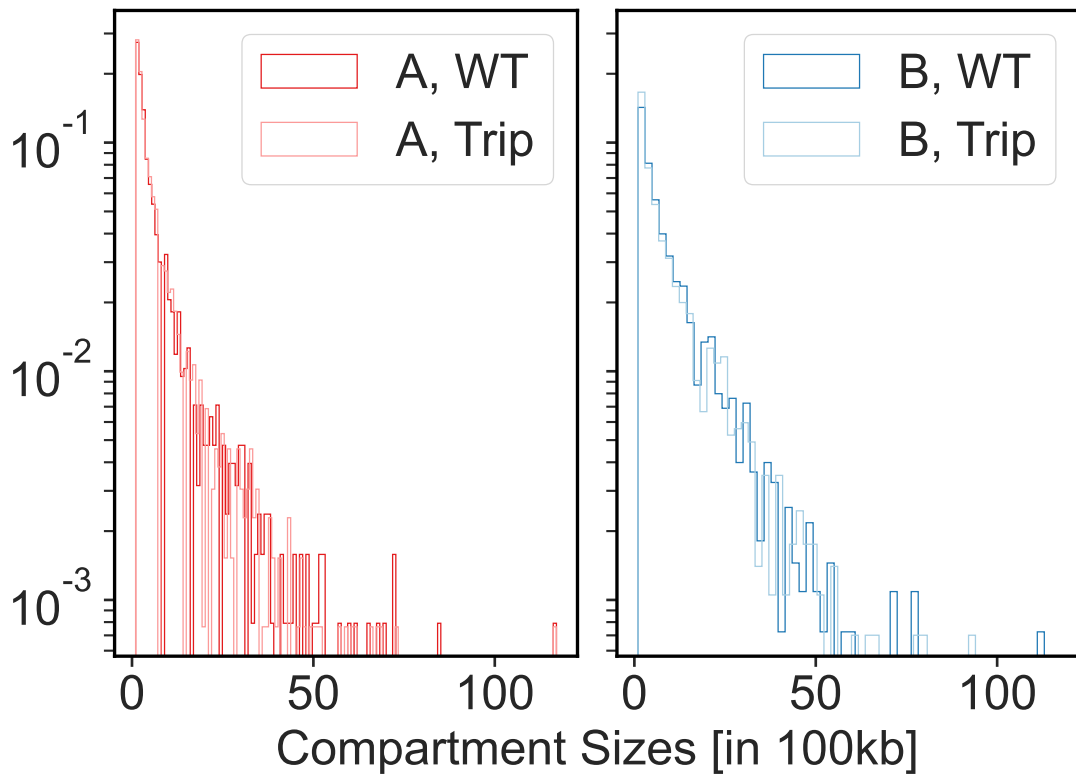 A, WT
A, Trip
B, WT
B, Trip
10^-1
10^-2
10^-3
0 50 100
0 50 100
Compartment Sizes [in 100kb]